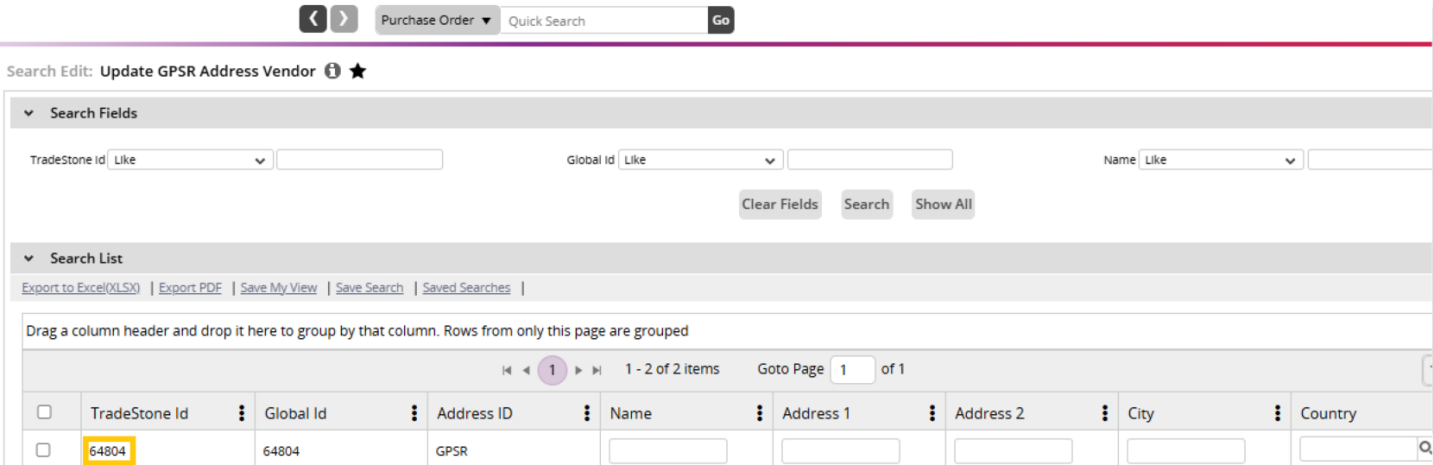 Purchase Order ▼ Quick Search Go
Search Edit: Update GPSR Address Vendor
Search Fields
TradeStone Id Like Global Id Like Name Like
Clear Fields Search Show All
Search List
Export to Excel(XLSX) | Export PDF | Save My View | Save Search | Saved Searches |
Drag a column header and drop it here to group by that column. Rows from only this page are grouped
1 1 - 2 of 2 items Goto Page 1 of 1
TradeStone Id Global Id Address ID Name Address 1 Address 2 City Country
64804 64804 GPSR